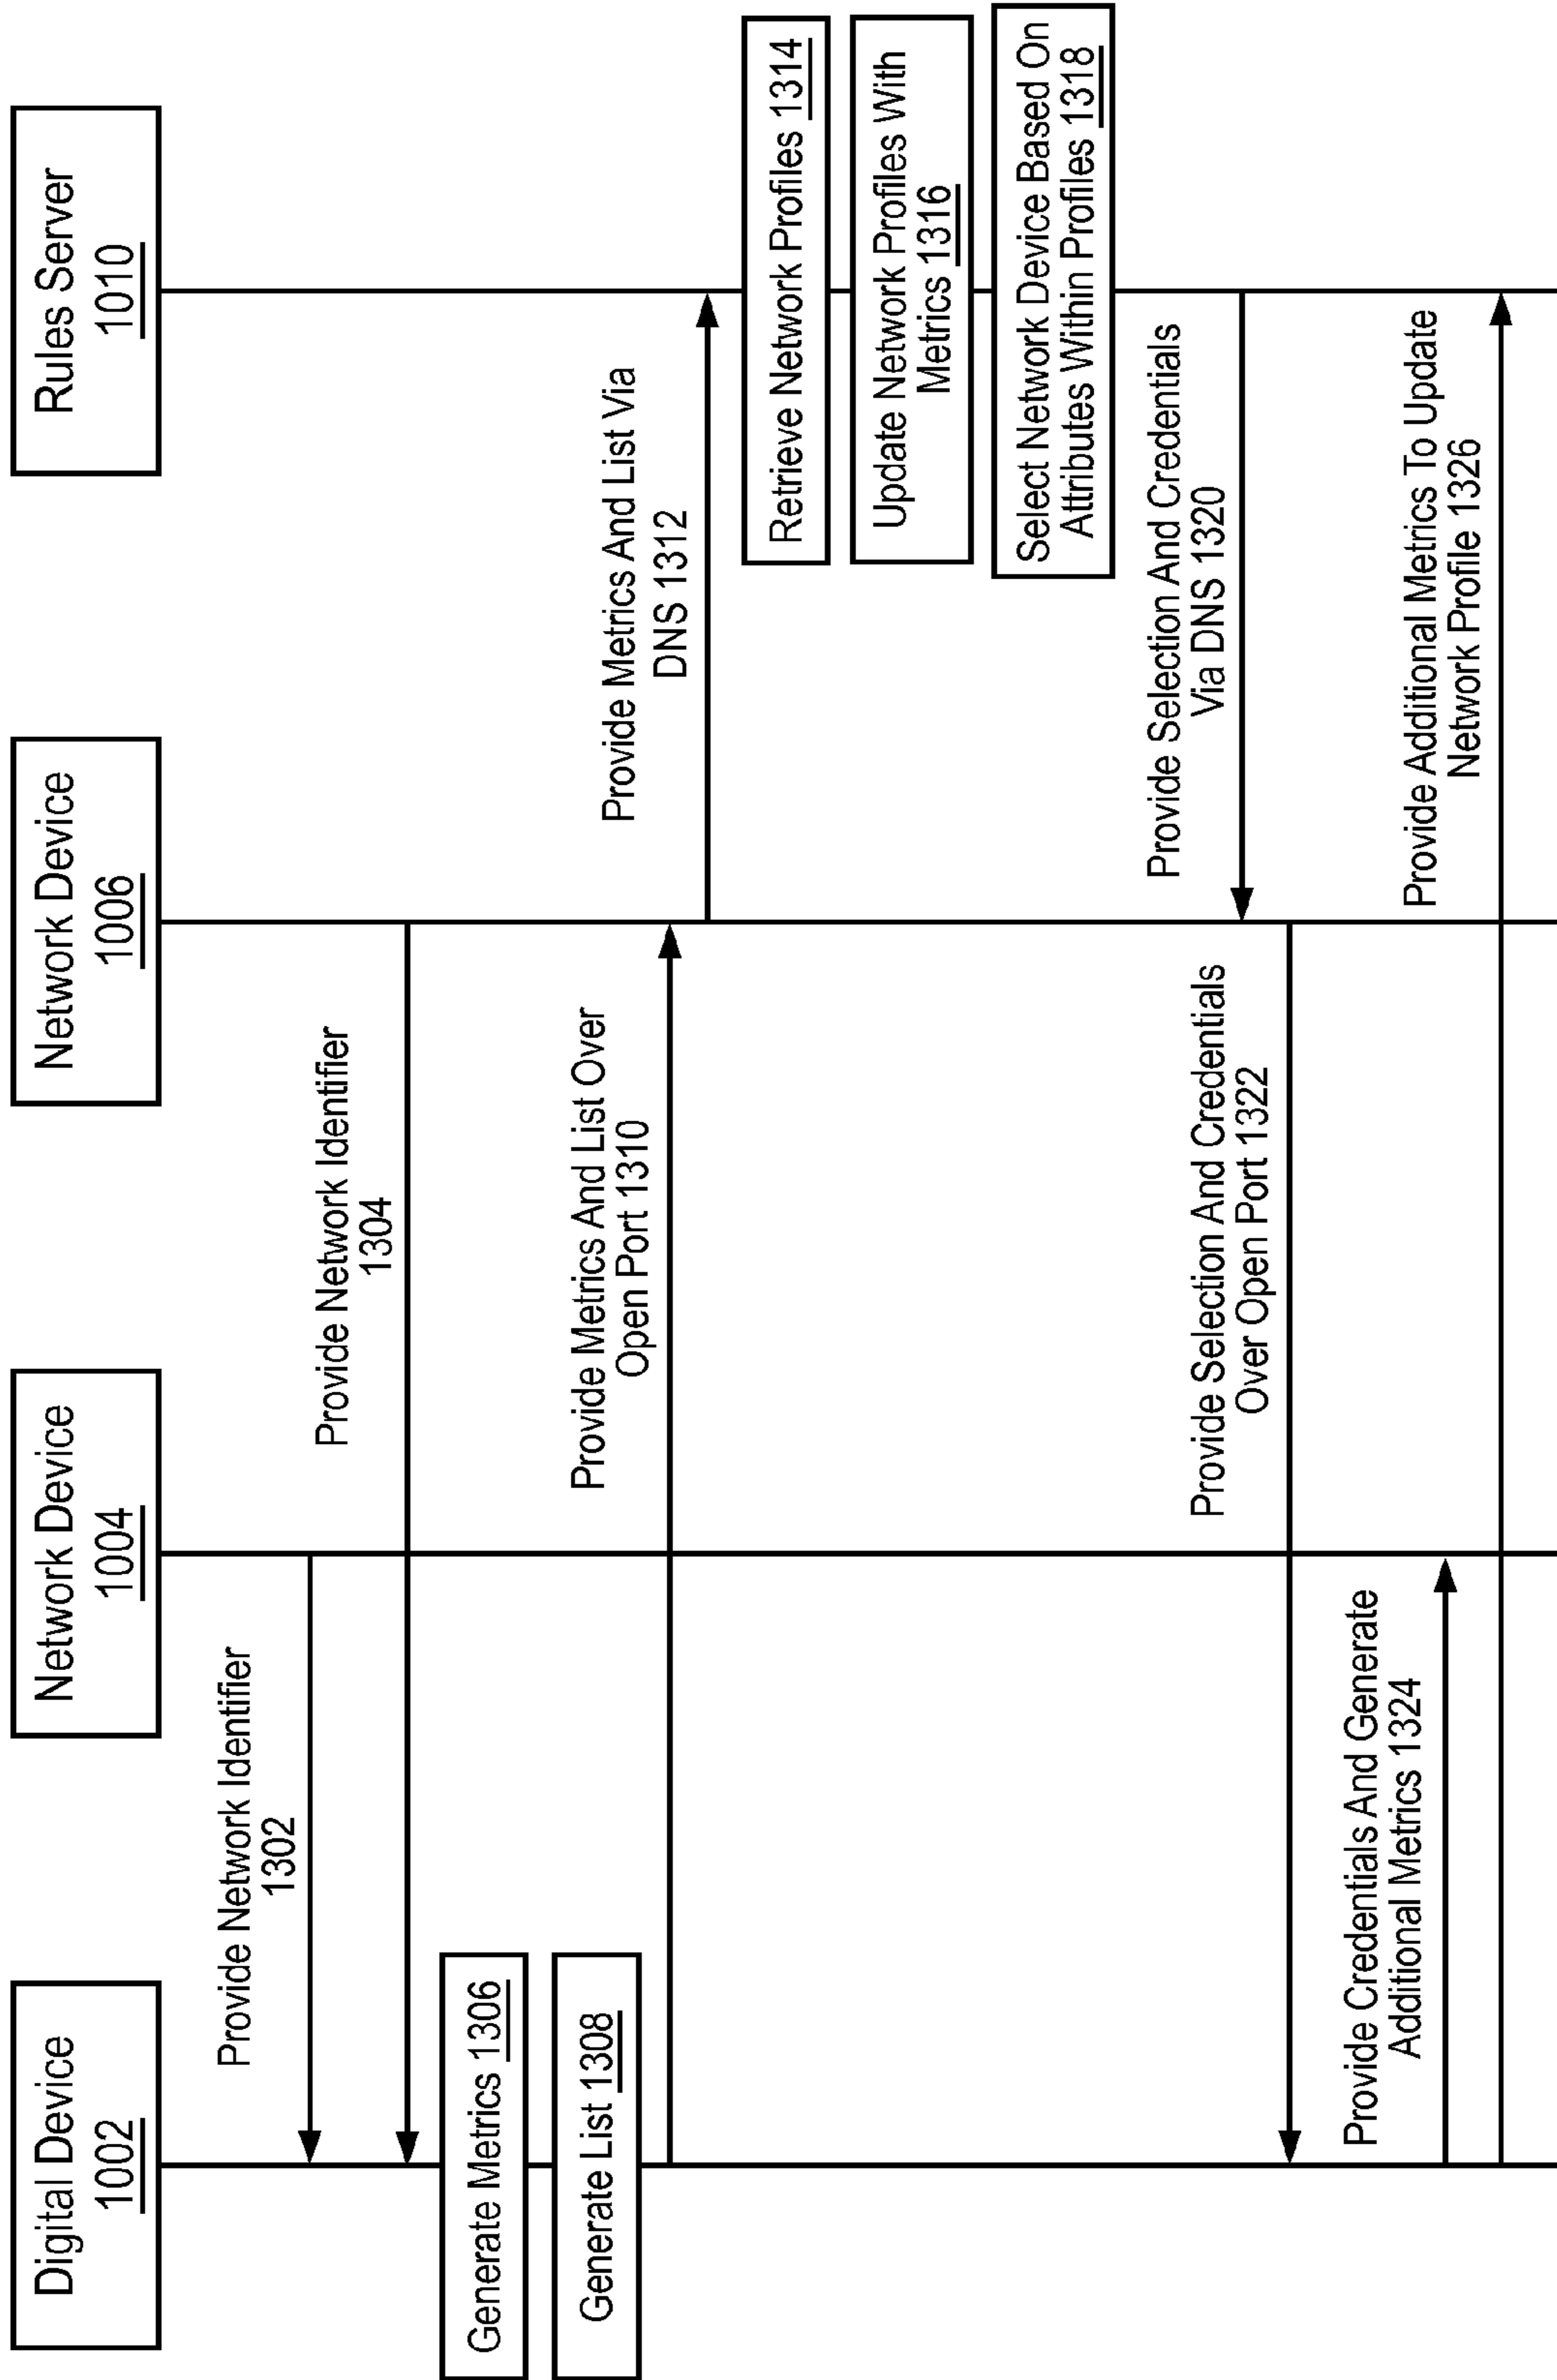 Digital Device
1002
Network Device
1004
Network Device
1006
Rules Server
1010
Provide Network Identifier
1302
Provide Network Identifier
1304
Generate Metrics 1306
Generate List 1308
Provide Metrics And List Over
Open Port 1310
Provide Metrics And List Via
DNS 1312
Retrieve Network Profiles 1314
Update Network Profiles With
Metrics 1316
Select Network Device Based On
Attributes Within Profiles 1318
Provide Selection And Credentials
Via DNS 1320
Provide Selection And Credentials
Over Open Port 1322
Provide Credentials And Generate
Additional Metrics 1324
Provide Additional Metrics To Update
Network Profile 1326